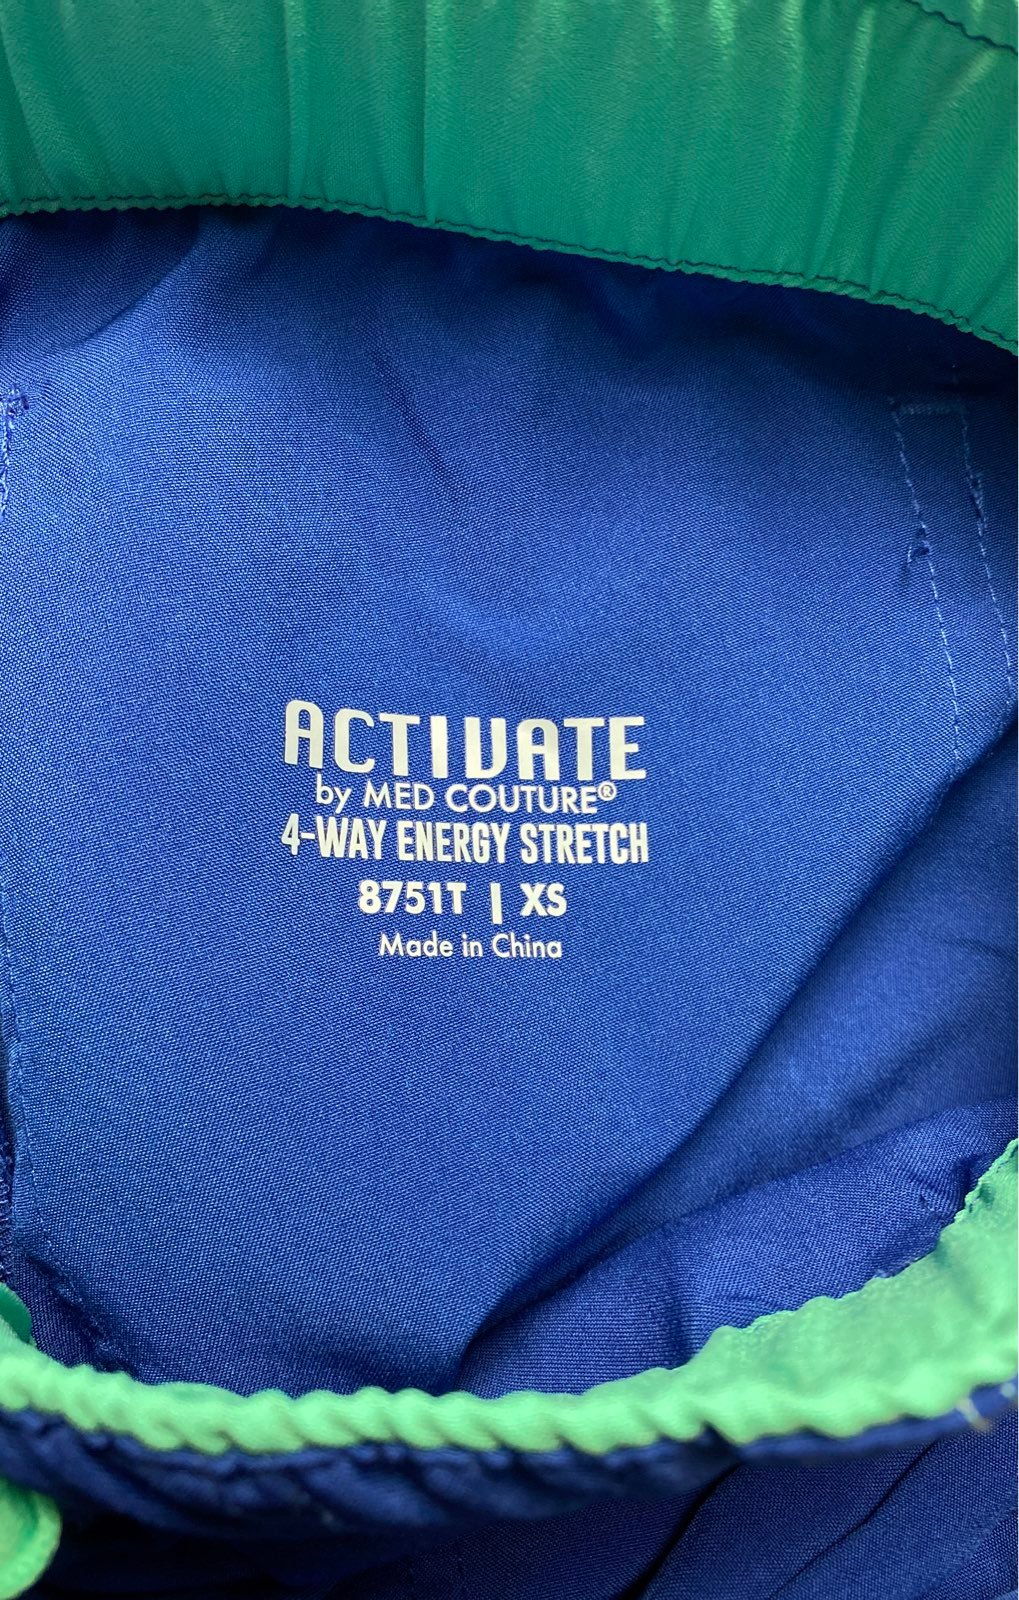 ACTIVATE
by MED COUTURE®
4-WAY ENERGY STRETCH
8751T | XS
Made in China